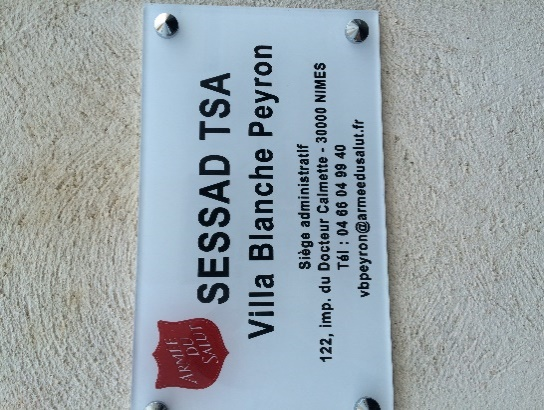 ARMÉE
DU
SALUT
SESSAD TSA
Villa Blanche Peyron
Siège administratif
122, imp. du Docteur Calmette - 30000 NIMES
Tél : 04 66 04 99 40
vbpeyron@armeedusalut.fr